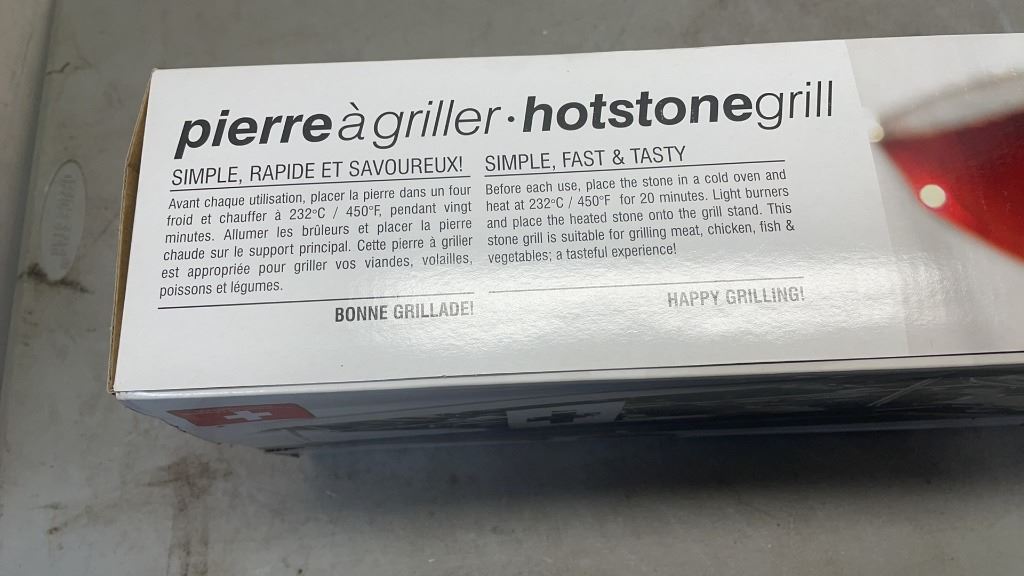 pierre à griller · hotstonegrill
SIMPLE, RAPIDE ET SAVOUREUX!
Avant chaque utilisation, placer la pierre dans un four
froid et chauffer à 232°C / 450°F, pendant vingt
minutes. Allumer les brûleurs et placer la pierre
chaude sur le support principal. Cette pierre à griller
est appropriée pour griller vos viandes, volailles,
poissons et légumes.
BONNE GRILLADE!
SIMPLE, FAST & TASTY
Before each use, place the stone in a cold oven and
heat at 232°C / 450°F for 20 minutes. Light burners
and place the heated stone onto the grill stand. This
stone grill is suitable for grilling meat, chicken, fish &
vegetables; a tasteful experience!
HAPPY GRILLING!